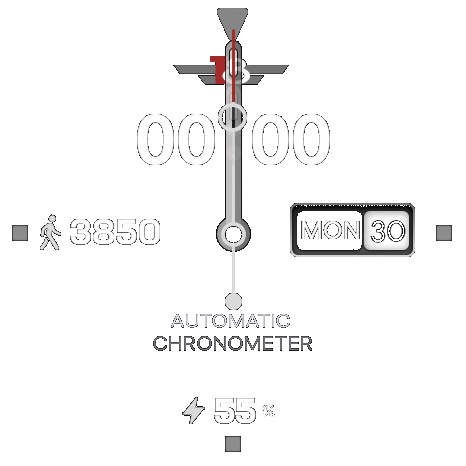 00 00
3850
MON 30
AUTOMATIC
CHRONOMETER
55 %